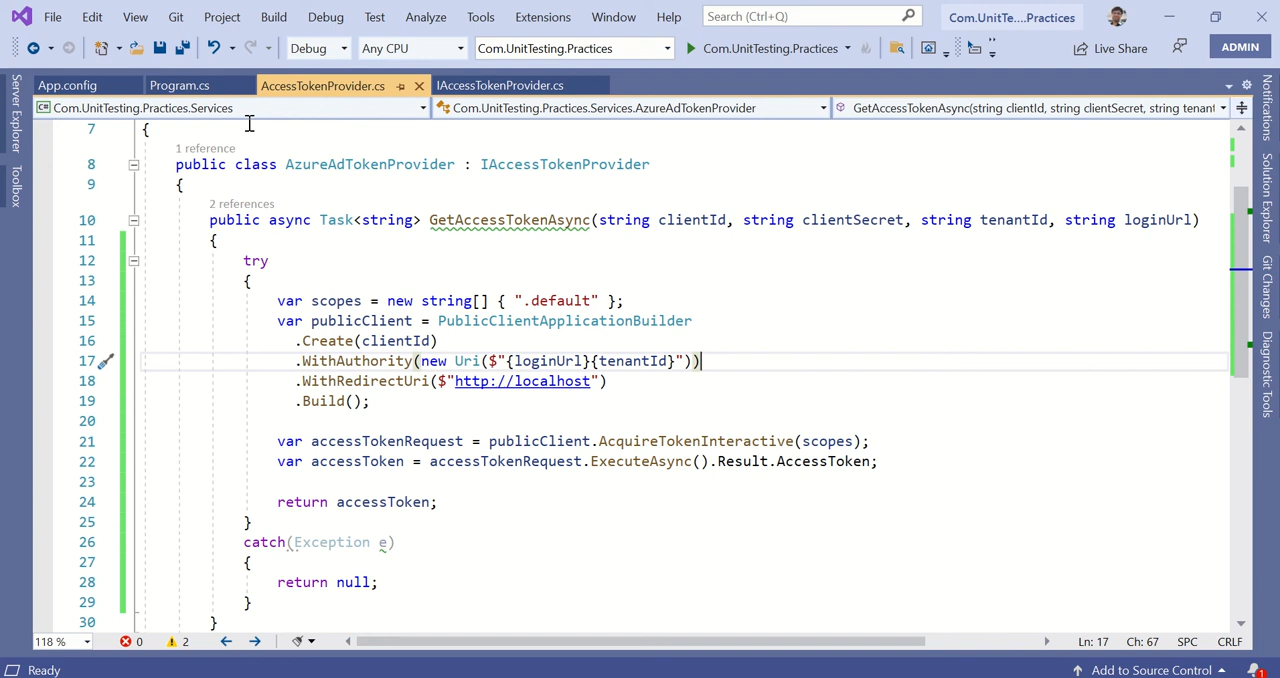 File Edit View Git Project Build Debug Test Analyze Tools Extensions Window Help Search (Ctrl+Q) Com.UnitTe....Practices
Debug Any CPU Com.UnitTesting.Practices Com.UnitTesting.Practices Live Share ADMIN
App.config Program.cs AccessTokenProvider.cs IAccessTokenProvider.cs
Com.UnitTesting.Practices.Services Com.UnitTesting.Practices.Services.AzureAdTokenProvider GetAccessTokenAsync(string clientId, string clientSecret, string tenant
7 {
1 reference
8 public class AzureAdTokenProvider : IAccessTokenProvider
9 {
2 references
10 public async Task<string> GetAccessTokenAsync(string clientId, string clientSecret, string tenantId, string loginUrl)
11 {
12 try
13 {
14 var scopes = new string[] { ".default" };
15 var publicClient = PublicClientApplicationBuilder
16 .Create(clientId)
17 .WithAuthority(new Uri($"{loginUrl}{tenantId}"))
18 .WithRedirectUri($"http://localhost")
19 .Build();
20
21 var accessTokenRequest = publicClient.AcquireTokenInteractive(scopes);
22 var accessToken = accessTokenRequest.ExecuteAsync().Result.AccessToken;
23
24 return accessToken;
25 }
26 catch(Exception e)
27 {
28 return null;
29 }
30 }
118 % 0 2 Ln: 17 Ch: 67 SPC CRLF
Ready Add to Source Control 1
Server Explorer
Toolbox
Notifications
Solution Explorer
Git Changes
Diagnostic Tools